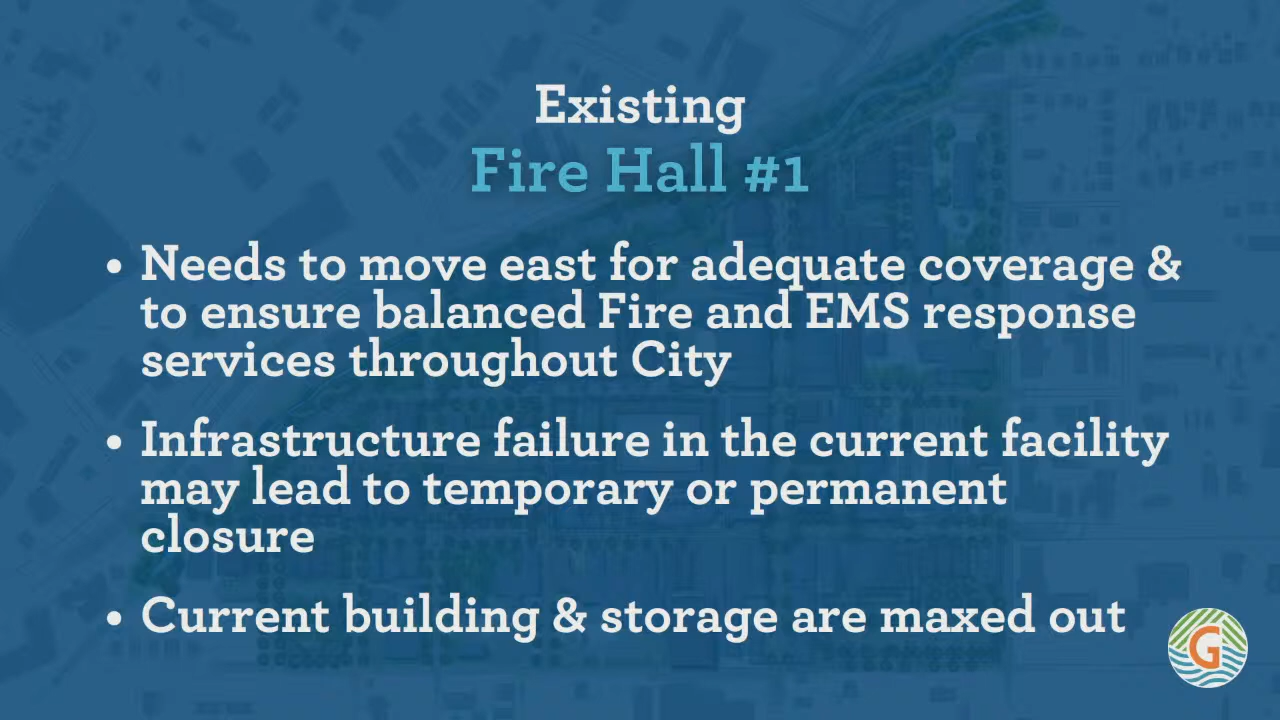 Existing
Fire Hall #1
• Needs to move east for adequate coverage &
to ensure balanced Fire and EMS response
services throughout City
• Infrastructure failure in the current facility
may lead to temporary or permanent
closure
• Current building & storage are maxed out
G